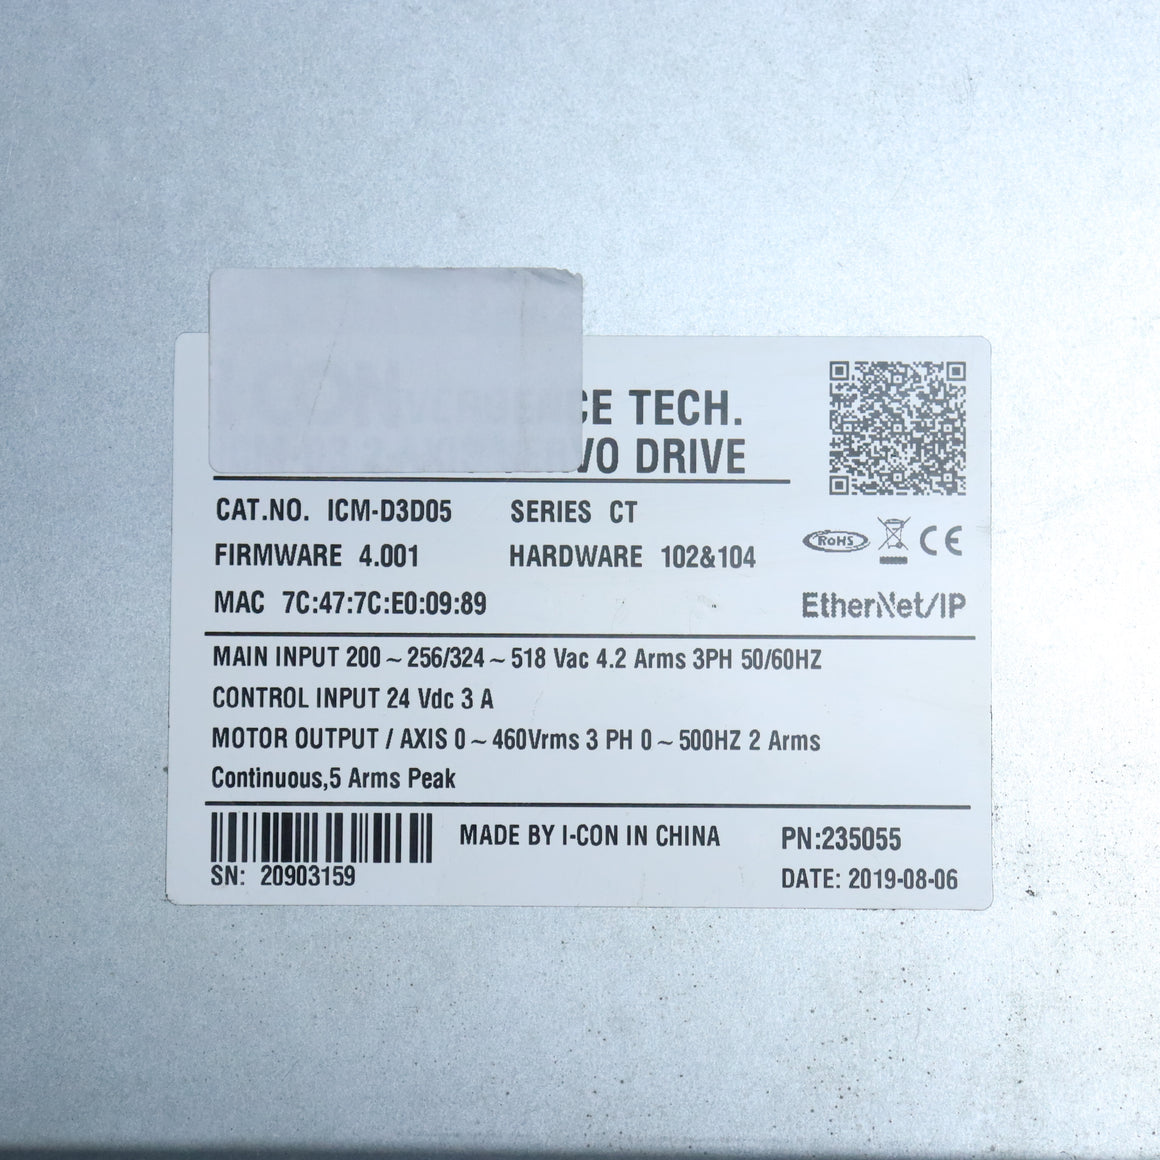 TECH.
DRIVE
CAT.NO. ICM-D3D05 SERIES CT
FIRMWARE 4.001 HARDWARE 102&104
RoHS CE
MAC 7C:47:7C:E0:09:89 EtherNet/IP
MAIN INPUT 200 ~ 256/324 ~ 518 Vac 4.2 Arms 3PH 50/60HZ
CONTROL INPUT 24 Vdc 3 A
MOTOR OUTPUT / AXIS 0 ~ 460Vrms 3 PH 0 ~ 500HZ 2 Arms
Continuous,5 Arms Peak
MADE BY I-CON IN CHINA PN:235055
SN: 20903159 DATE: 2019-08-06